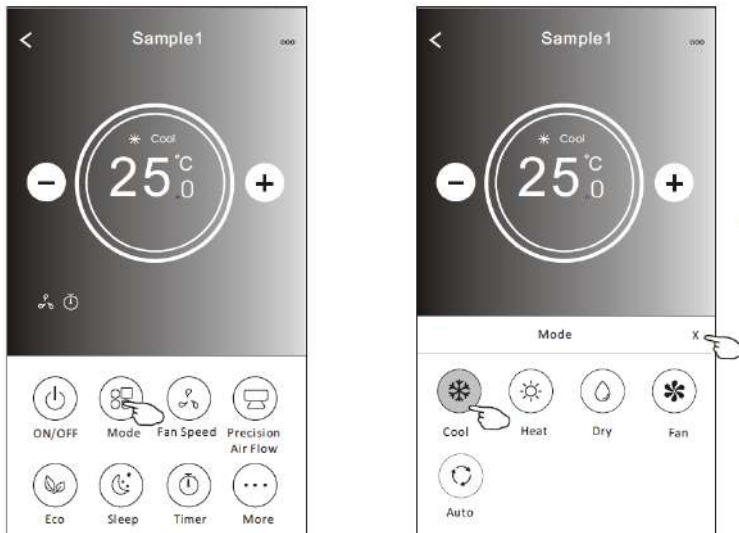 Sample1
Cool
25.0°C
ON/OFF
Mode
Fan Speed
Precision
Air Flow
Eco
Sleep
Timer
More
Sample1
Cool
25.0°C
Mode
X
Cool
Heat
Dry
Fan
Auto